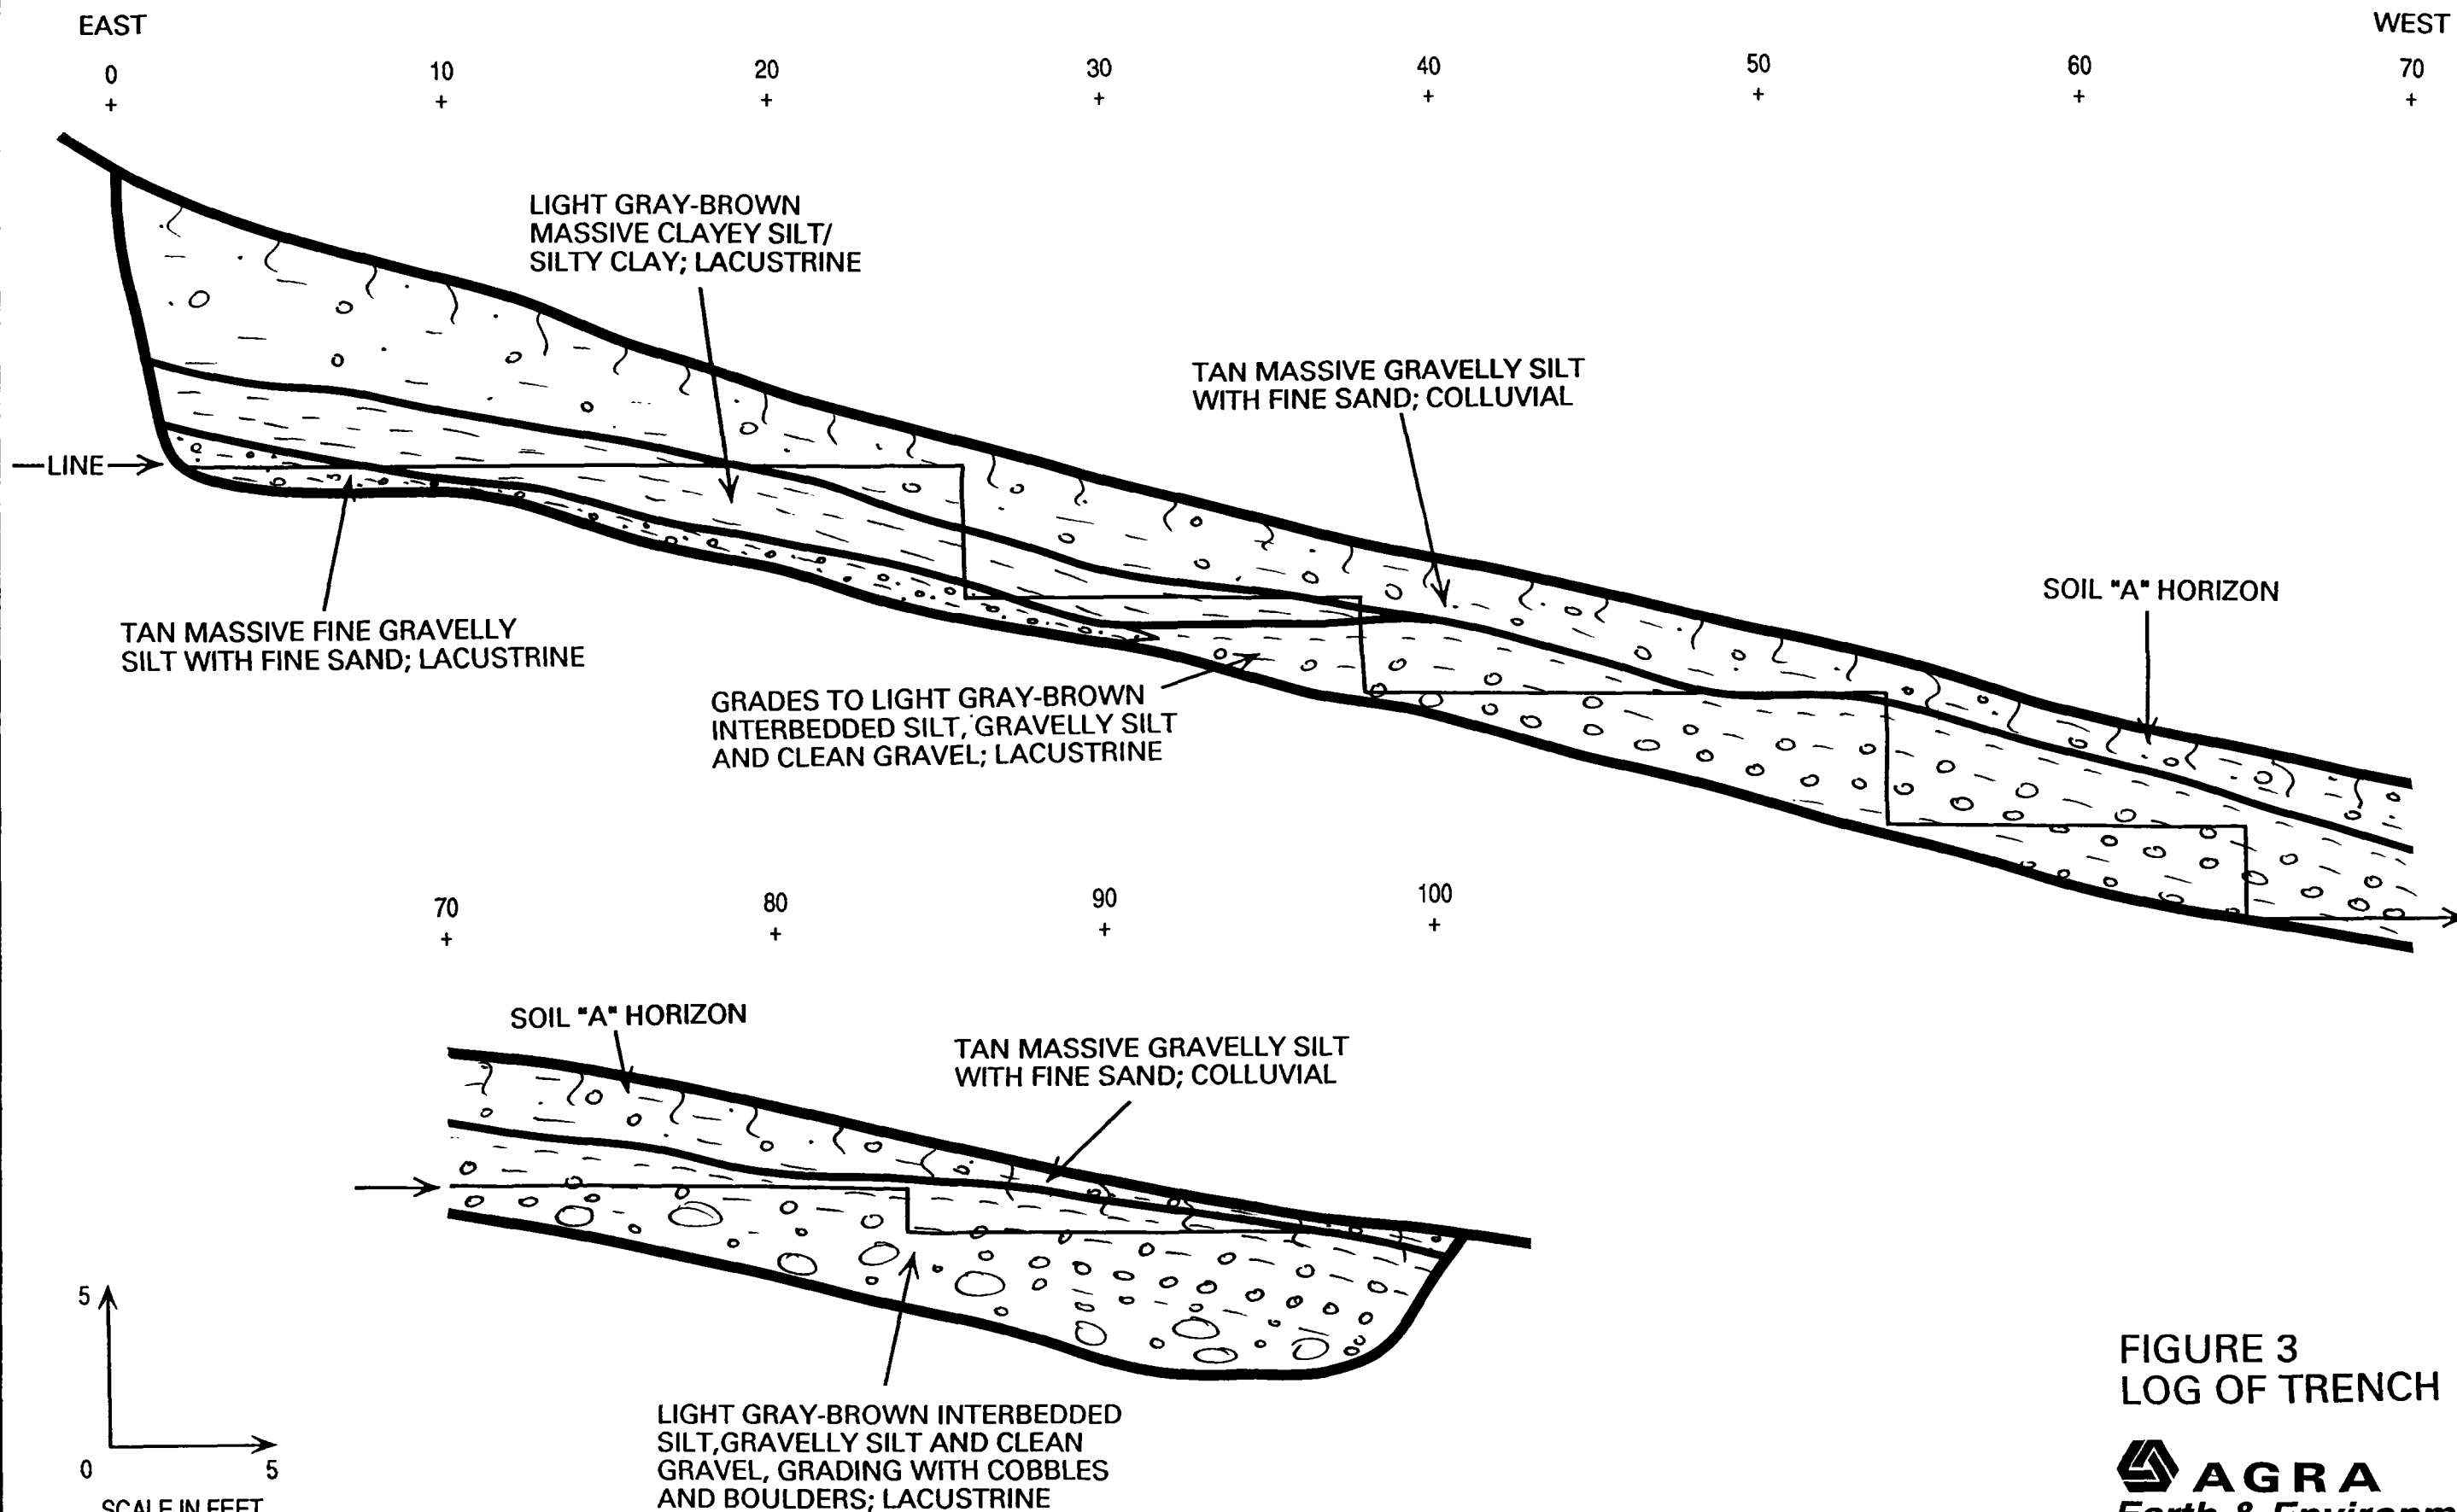 EAST
WEST
0 10 20 30 40 50 60 70
LIGHT GRAY-BROWN
MASSIVE CLAYEY SILT/
SILTY CLAY; LACUSTRINE
TAN MASSIVE GRAVELLY SILT
WITH FINE SAND; COLLUVIAL
LINE
SOIL "A" HORIZON
TAN MASSIVE FINE GRAVELLY
SILT WITH FINE SAND; LACUSTRINE
GRADES TO LIGHT GRAY-BROWN
INTERBEDDED SILT, GRAVELLY SILT
AND CLEAN GRAVEL; LACUSTRINE
70 80 90 100
SOIL "A" HORIZON
TAN MASSIVE GRAVELLY SILT
WITH FINE SAND; COLLUVIAL
5
0 5
SCALE IN FEET
LIGHT GRAY-BROWN INTERBEDDED
SILT, GRAVELLY SILT AND CLEAN
GRAVEL, GRADING WITH COBBLES
AND BOULDERS; LACUSTRINE
FIGURE 3
LOG OF TRENCH
AGRA
Earth &